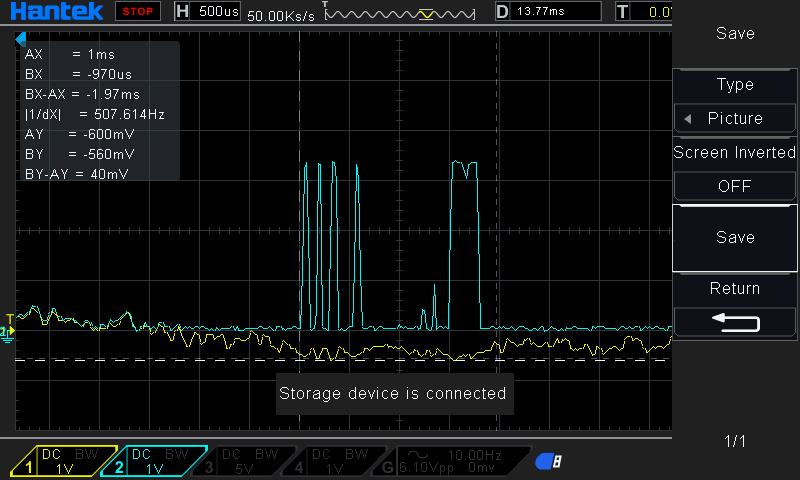 Hantek STOP H 500us 50.00Ks/s T D 13.77ms T 0.0
Save
AX = 1ms
BX = -970us
BX-AX = -1.97ms
|1/dX| = 507.614Hz
AY = -600mV
BY = -560mV
BY-AY = 40mV
Type
Picture
Screen Inverted
OFF
Save
Return
T
Storage device is connected
1/1
1 DC BW 1V
2 DC BW 1V
3 DC BW 5V
4 DC BW 1V
G 10.00Hz
6.10Vpp 0mv